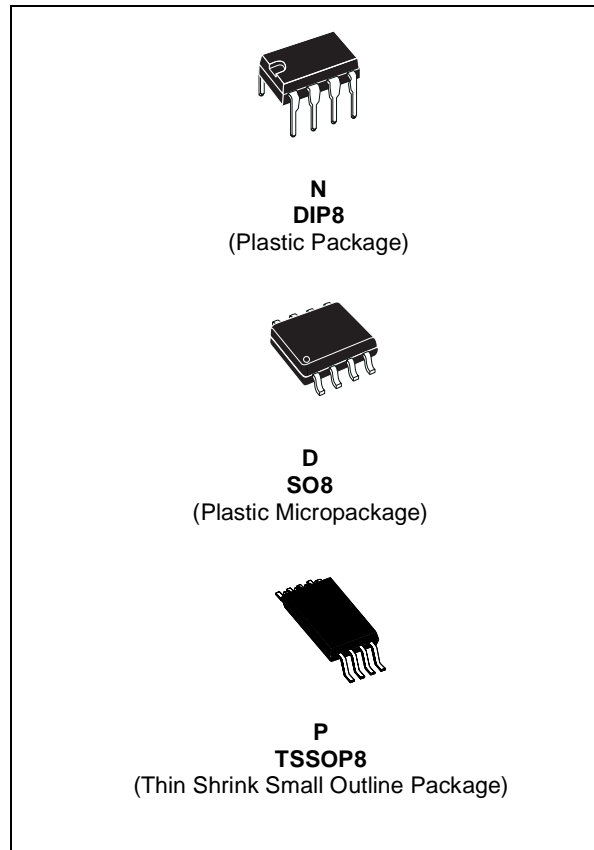 N
DIP8
(Plastic Package)
D
SO8
(Plastic Micropackage)
P
TSSOP8
(Thin Shrink Small Outline Package)